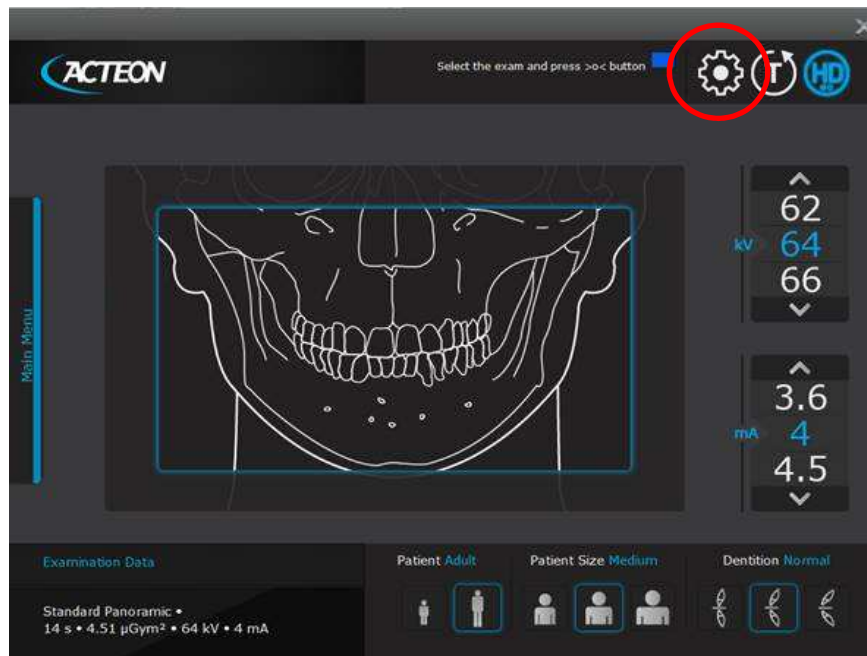 ACTEON
Select the exam and press >o< button
T
HD
62
kV 64
66
Main Menu
3.6
mA 4
4.5
Examination Data
Patient Adult
Patient Size Medium
Dentition Normal
Standard Panoramic •
14 s • 4.51 µGym² • 64 kV • 4 mA